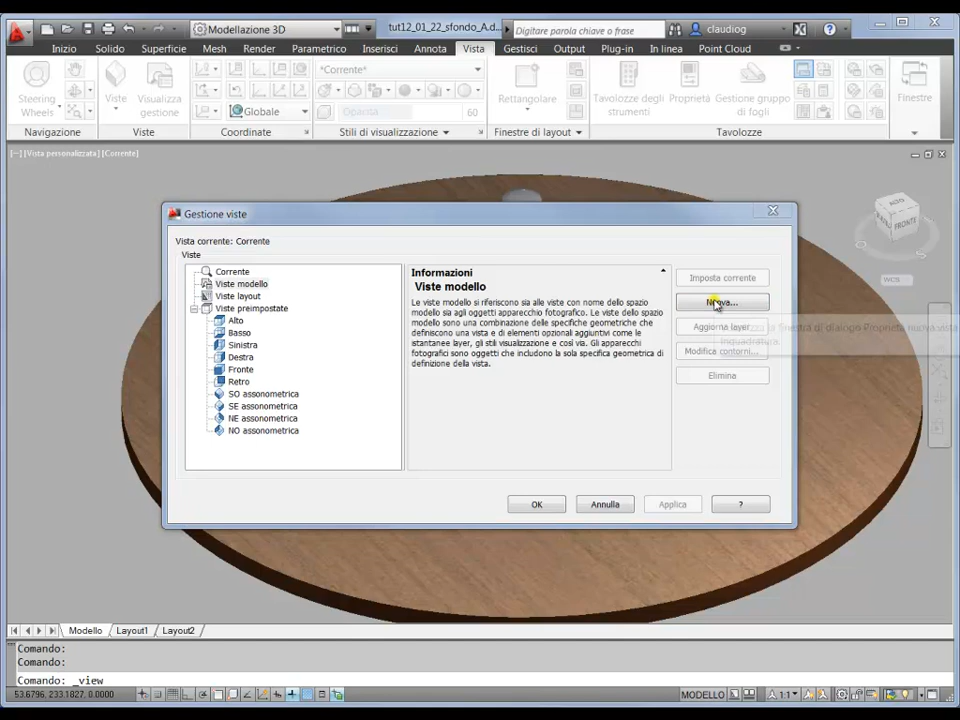 Modellazione 3D
tut12_01_22_sfondo_A.d...
Digitare parola chiave o frase
claudiog
Inizio Solido Superficie Mesh Render Parametrico Inserisci Annota Vista Gestisci Output Plug-in In linea Point Cloud
*Corrente*
Steering Wheels
Viste
Visualizza gestione
Globale
Opacità 60
Rettangolare
Tavolozze degli strumenti
Proprietà
Gestione gruppo di fogli
Finestre
Navigazione Viste Coordinate Stili di visualizzazione Finestre di layout Tavolozze
[−] [Vista personalizzata] [Corrente]
Gestione viste
Vista corrente: Corrente
Viste
Corrente
Viste modello
Viste layout
Viste preimpostate
Alto
Basso
Sinistra
Destra
Fronte
Retro
SO assonometrica
SE assonometrica
NE assonometrica
NO assonometrica
Informazioni
Viste modello
Le viste modello si riferiscono sia alle viste con nome dello spazio
modello sia agli oggetti apparecchio fotografico. Le viste dello spazio
modello sono una combinazione delle specifiche geometriche che
definiscono una vista e di elementi opzionali aggiuntivi come le
istantanee layer, gli stili visualizzazione e così via. Gli apparecchi
fotografici sono oggetti che includono la sola specifica geometrica di
definizione della vista.
Imposta corrente
Nuova...
Aggiorna layer
Modifica contorni...
Elimina
OK Annulla Applica ?
FRONTE
WCS
Modello Layout1 Layout2
Comando:
Comando:
Comando: _view
53.6796, 233.1827, 0.0000
MODELLO
1:1